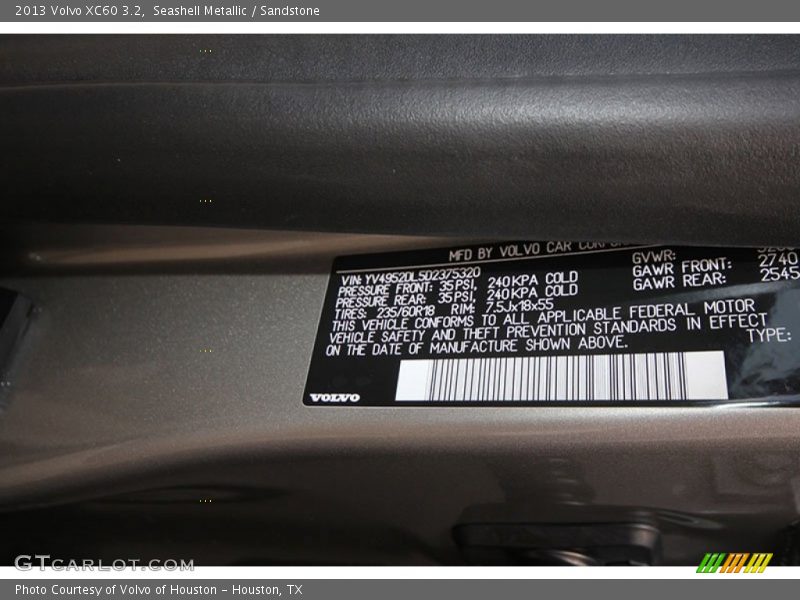 2013 Volvo XC60 3.2,  Seashell Metallic / Sandstone
MFD BY VOLVO CAR
VIN: YV4952DL5D2375320
PRESSURE FRONT: 35PSI, 240KPA COLD
PRESSURE REAR: 35PSI, 240KPA COLD
TIRES: 235/60R18 RIM: 7.5Jx18x55
GVWR:
GAWR FRONT: 2740
GAWR REAR: 2545
THIS VEHICLE CONFORMS TO ALL APPLICABLE FEDERAL MOTOR
VEHICLE SAFETY AND THEFT PREVENTION STANDARDS IN EFFECT
ON THE DATE OF MANUFACTURE SHOWN ABOVE.
TYPE:
VOLVO
GTCARLOT.COM
Photo Courtesy of Volvo of Houston – Houston, TX